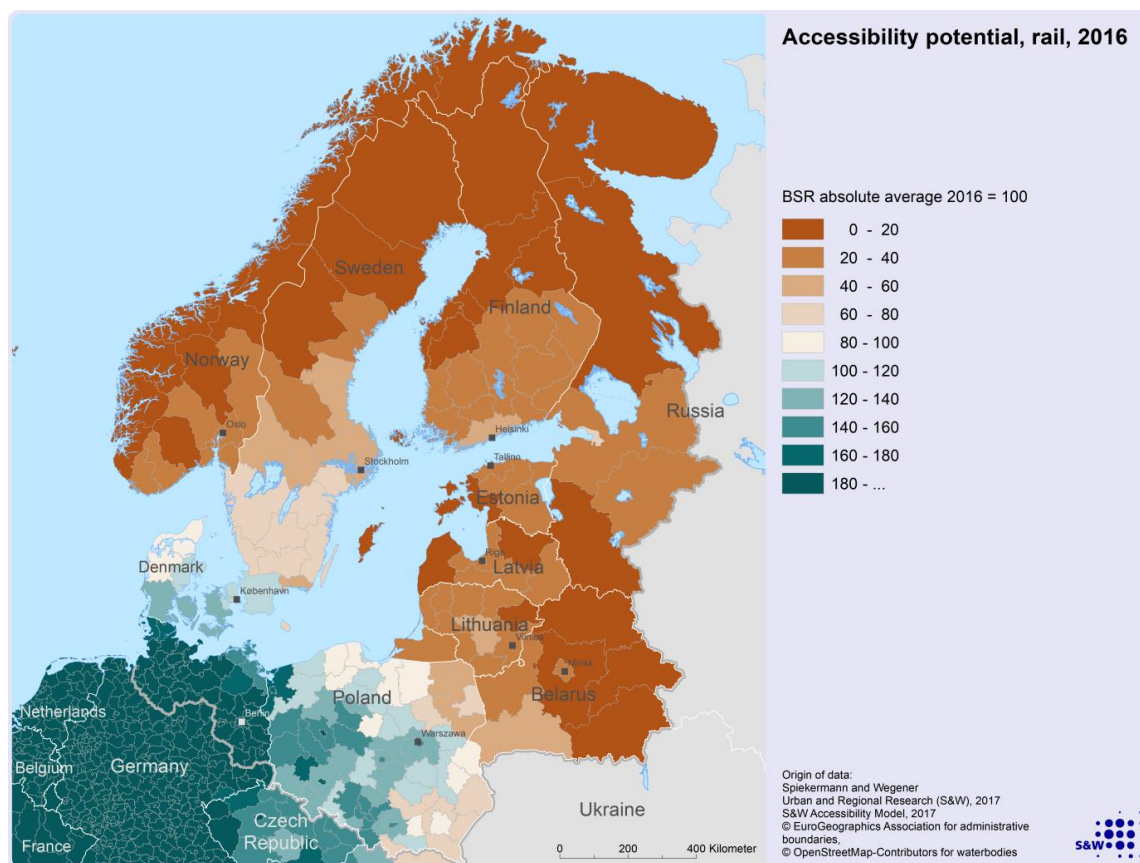 Accessibility potential, rail, 2016
BSR absolute average 2016 = 100
0 - 20
20 - 40
40 - 60
60 - 80
80 - 100
100 - 120
120 - 140
140 - 160
160 - 180
180 - ...
Sweden
Finland
Norway
Russia
Oslo
Helsinki
Stockholm
Tallinn
Estonia
Riga
Latvia
Denmark
København
Lithuania
Vilnius
Minsk
Belarus
Poland
Netherlands
Berlin
Warszawa
Belgium
Germany
Ukraine
Czech
Republic
France
0 200 400 Kilometer
Origin of data:
Spiekermann and Wegener
Urban and Regional Research (S&W), 2017
S&W Accessibility Model, 2017
© EuroGeographics Association for administrative
boundaries,
© OpenStreetMap-Contributors for waterbodies
S&W